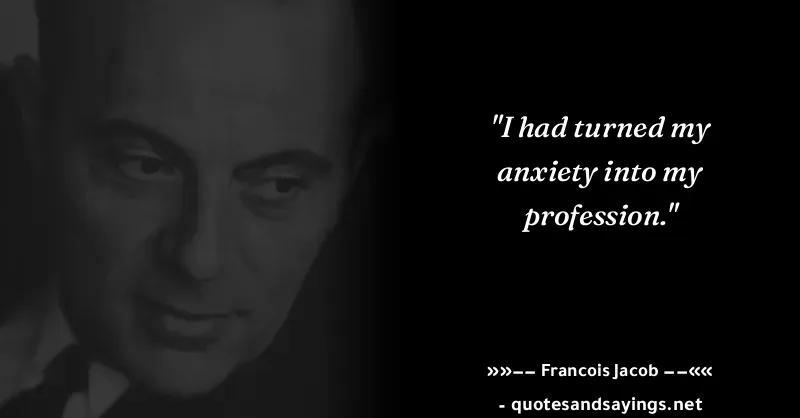 "I had turned my
anxiety into my
profession."
»»−− Francois Jacob −−««
- quotesandsayings.net